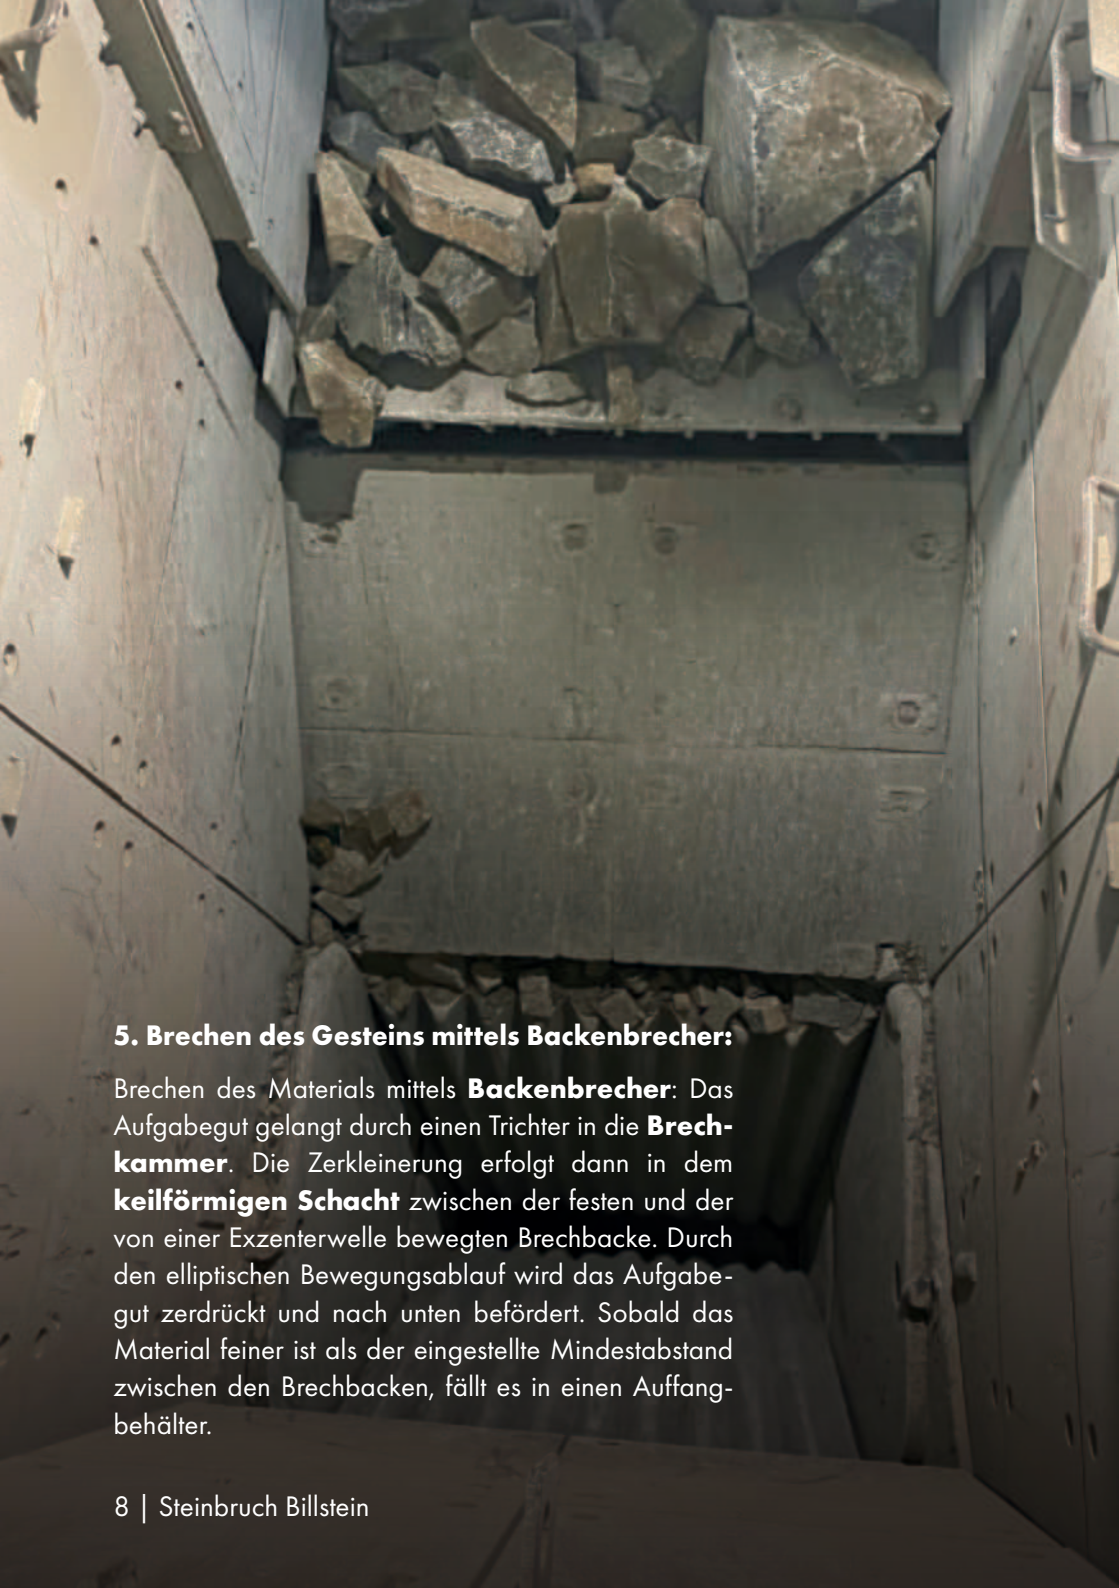 5. Brechen des Gesteins mittels Backenbrecher:
Brechen des Materials mittels Backenbrecher: Das
Aufgabegut gelangt durch einen Trichter in die Brech-
kammer. Die Zerkleinerung erfolgt dann in dem
keilförmigen Schacht zwischen der festen und der
von einer Exzenterwelle bewegten Brechbacke. Durch
den elliptischen Bewegungsablauf wird das Aufgabe-
gut zerdrückt und nach unten befördert. Sobald das
Material feiner ist als der eingestellte Mindestabstand
zwischen den Brechbacken, fällt es in einen Auffang-
behälter.
8 | Steinbruch Billstein